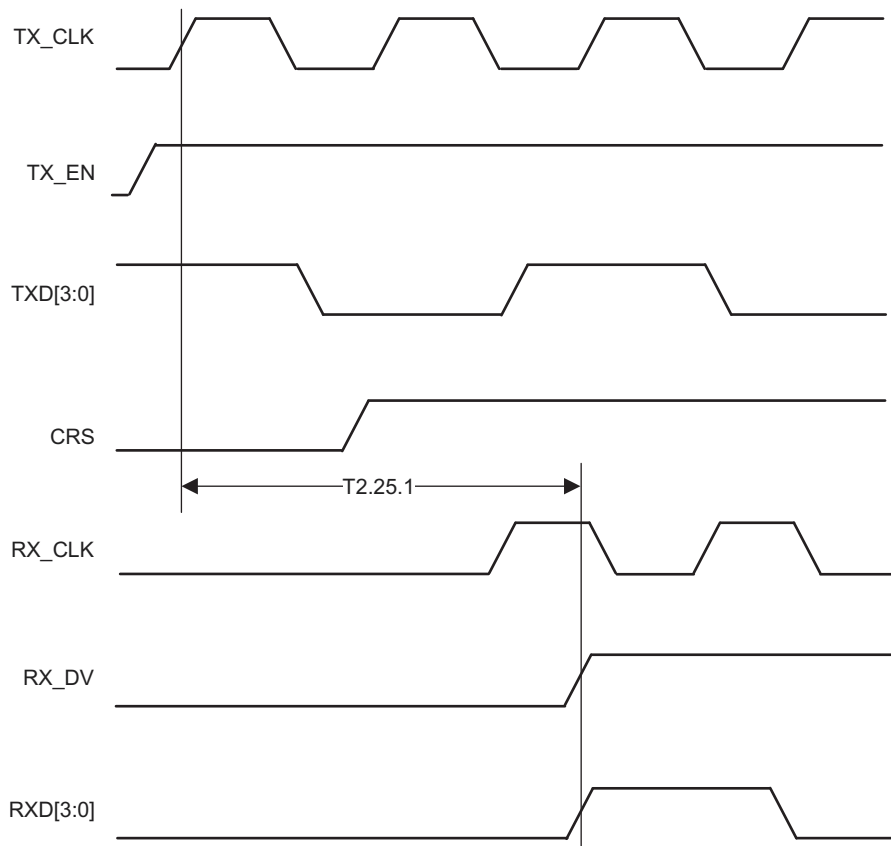 TX_CLK
TX_EN
TXD[3:0]
CRS
T2.25.1
RX_CLK
RX_DV
RXD[3:0]